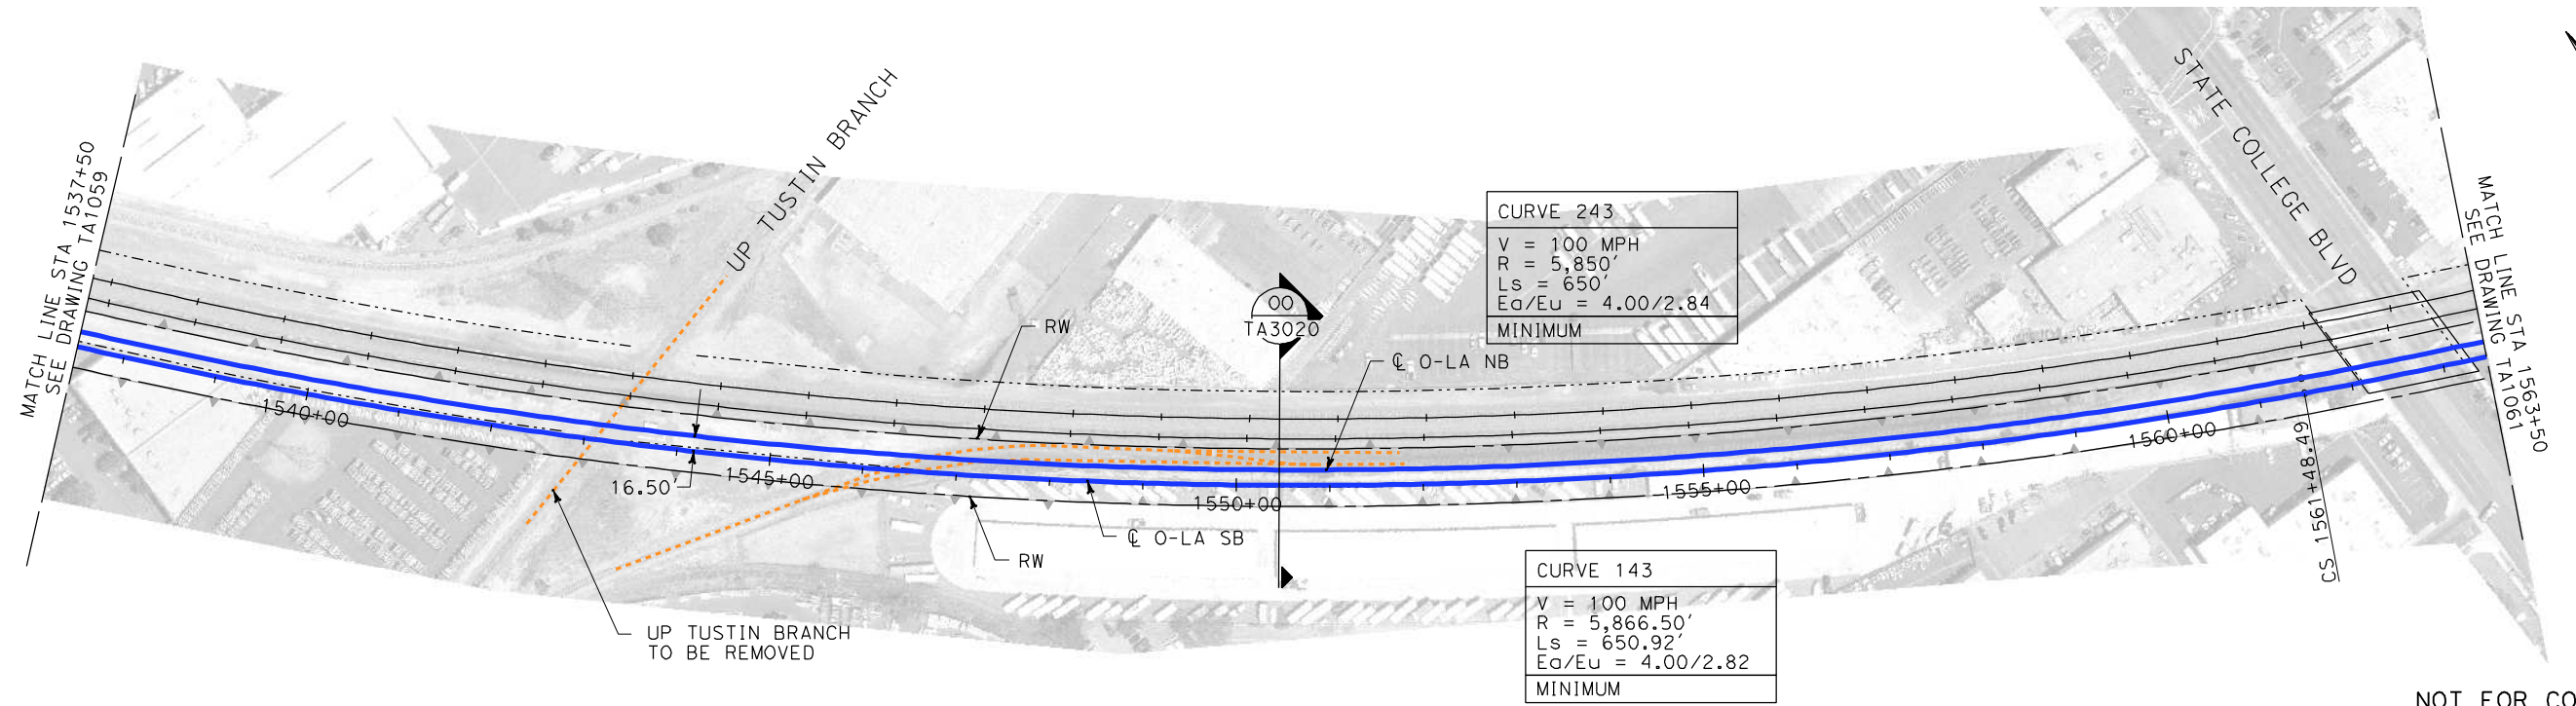 MATCH LINE STA 1537+50
SEE DRAWING TA1059
UP TUSTIN BRANCH
STATE COLLEGE BLVD
MATCH LINE STA 1563+50
SEE DRAWING TA1061
CURVE 243
V = 100 MPH
R = 5,850'
Ls = 650'
Ea/Eu = 4.00/2.84
MINIMUM
00
TA3020
RW
℄ O-LA NB
1540+00
16.50'
1545+00
1550+00
1555+00
1560+00
CS 1561+48.49
℄ O-LA SB
RW
UP TUSTIN BRANCH
TO BE REMOVED
CURVE 143
V = 100 MPH
R = 5,866.50'
Ls = 650.92'
Ea/Eu = 4.00/2.82
MINIMUM
NOT FOR CO